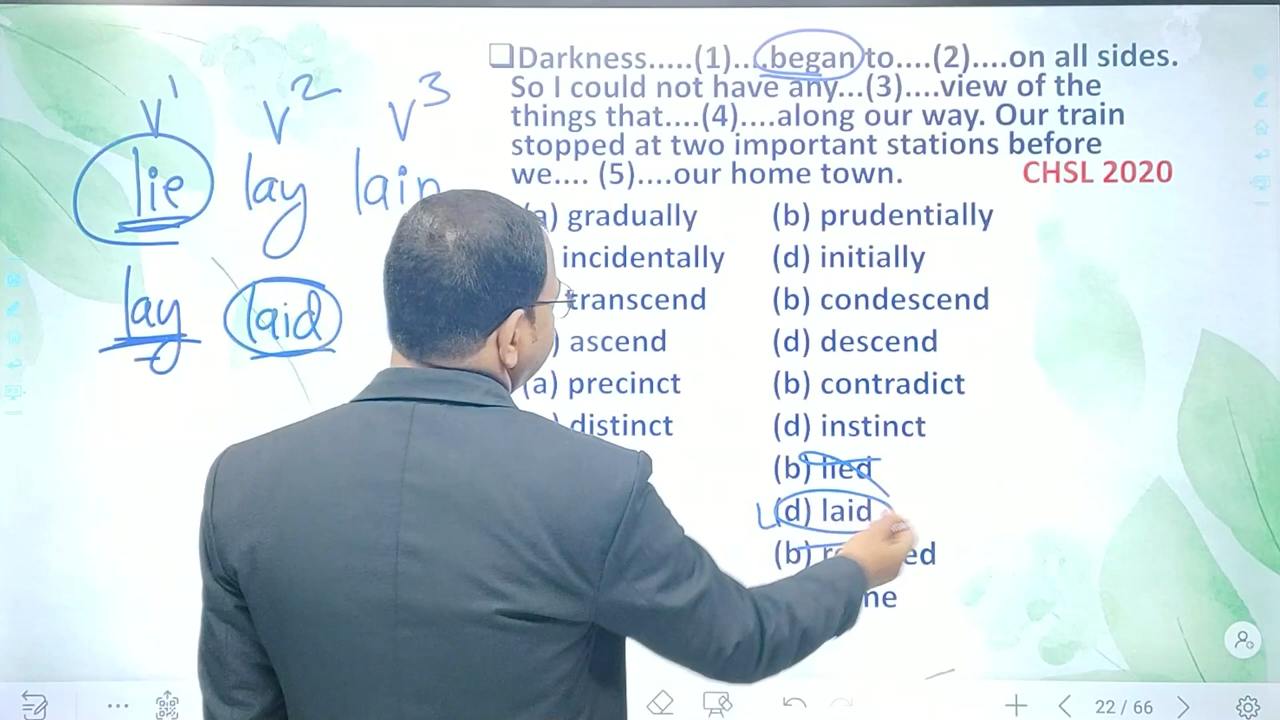 v¹ v² v³
lie lay lain
lay laid
❑Darkness.....(1)....began to....(2)....on all sides.
So I could not have any...(3)....view of the
things that....(4)....along our way. Our train
stopped at two important stations before
we.... (5)....our home town.
CHSL 2020
a) gradually (b) prudentially
incidentally (d) initially
transcend (b) condescend
) ascend (d) descend
(a) precinct (b) contradict
) distinct (d) instinct
(b) lied
(d) laid
(b)
22 / 66